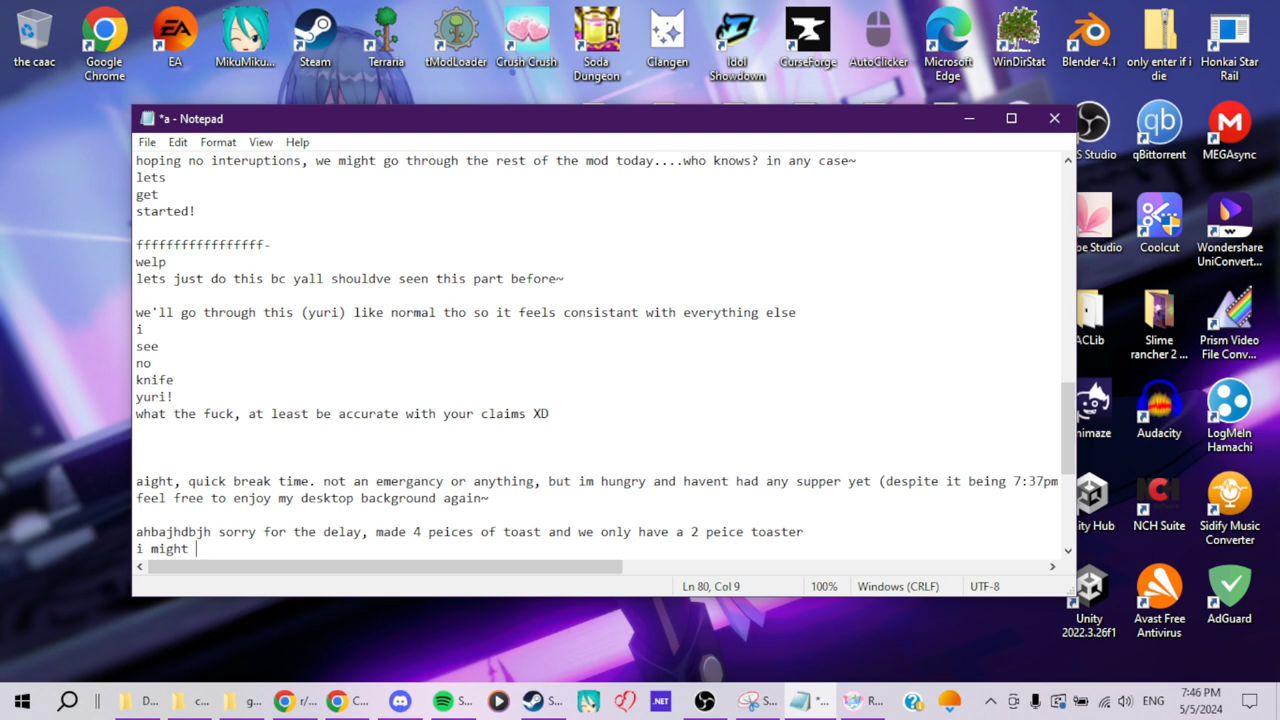 the caac
Google
Chrome
EA
MikuMiku...
Steam
Terraria
tModLoader
Crush Crush
Soda
Dungeon
Clangen
Idol
Showdown
CurseForge
AutoClicker
Microsoft
Edge
WinDirStat
Blender 4.1
only enter if i
die
Honkai Star
Rail
*a - Notepad
File Edit Format View Help
hoping no interuptions, we might go through the rest of the mod today....who knows? in any case~
lets
get
started!
fffffffffffffffff-
welp
lets just do this bc yall shouldve seen this part before~
we'll go through this (yuri) like normal tho so it feels consistant with everything else
i
see
no
knife
yuri!
what the fuck, at least be accurate with your claims XD
aight, quick break time. not an emergancy or anything, but im hungry and havent had any supper yet (despite it being 7:37pm
feel free to enjoy my desktop background again~
ahbajhdbjh sorry for the delay, made 4 peices of toast and we only have a 2 peice toaster
i might
Ln 80, Col 9 100% Windows (CRLF) UTF-8
S Studio
qb
qBittorrent
M
MEGAsync
be Studio
Coolcut
Wondershare
UniConvert...
ACLib
Slime
rancher 2 ...
Prism Video
File Conv...
nimaze
Audacity
LogMeIn
Hamachi
ity Hub
NCH Suite
Sidify Music
Converter
Unity
2022.3.26f1
Avast Free
Antivirus
AdGuard
D... c... g... r/... C... S... S... .NET S... *... R... ENG 7:46 PM
5/5/2024